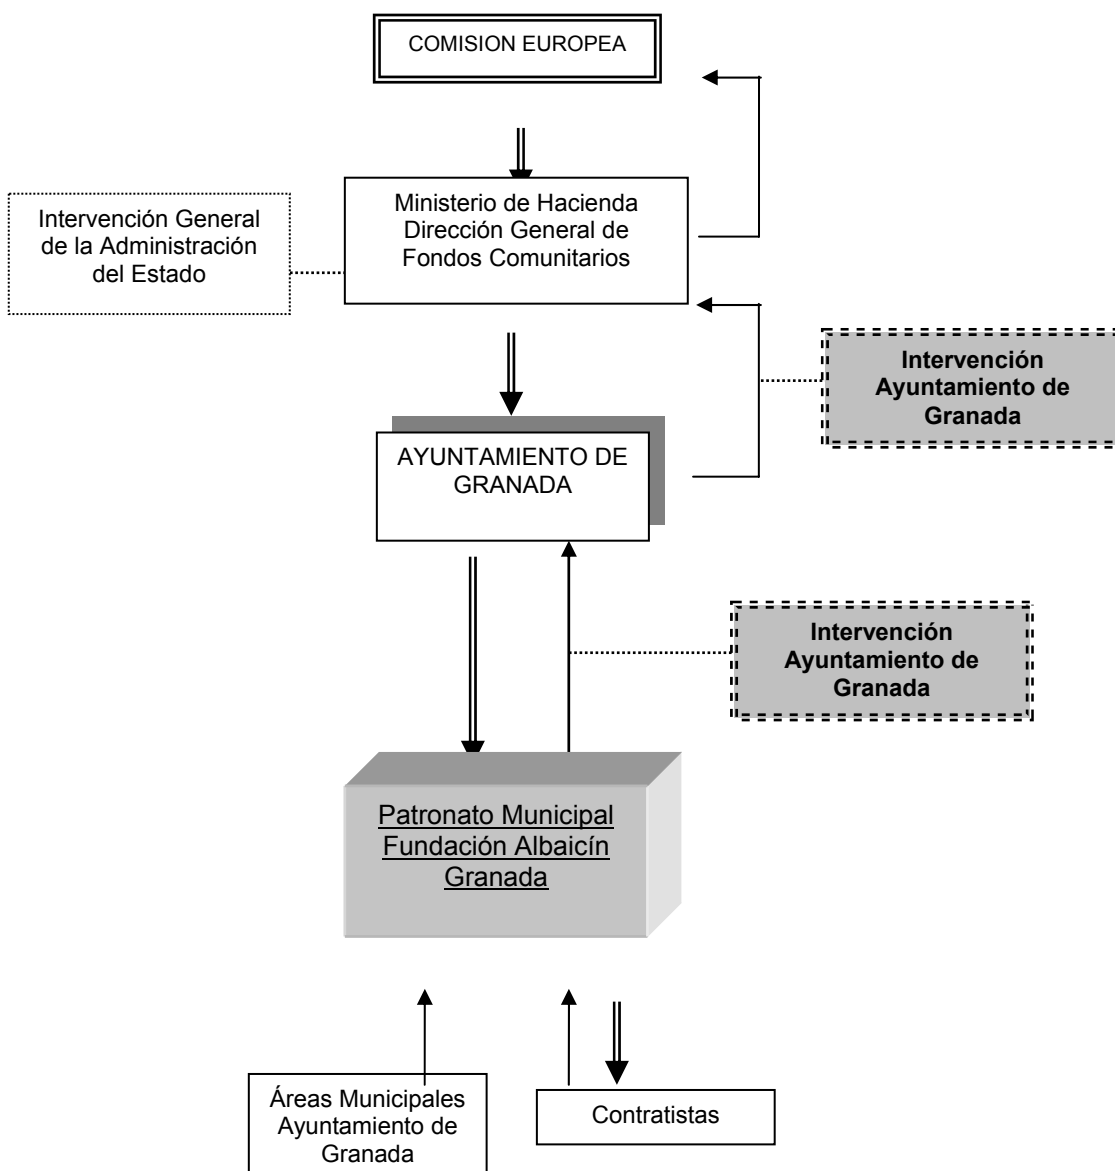 COMISION EUROPEA
Ministerio de Hacienda
Dirección General de
Fondos Comunitarios
Intervención General
de la Administración
del Estado
Intervención
Ayuntamiento de
Granada
AYUNTAMIENTO DE
GRANADA
Intervención
Ayuntamiento de
Granada
Patronato Municipal
Fundación Albaicín
Granada
Áreas Municipales
Ayuntamiento de
Granada
Contratistas